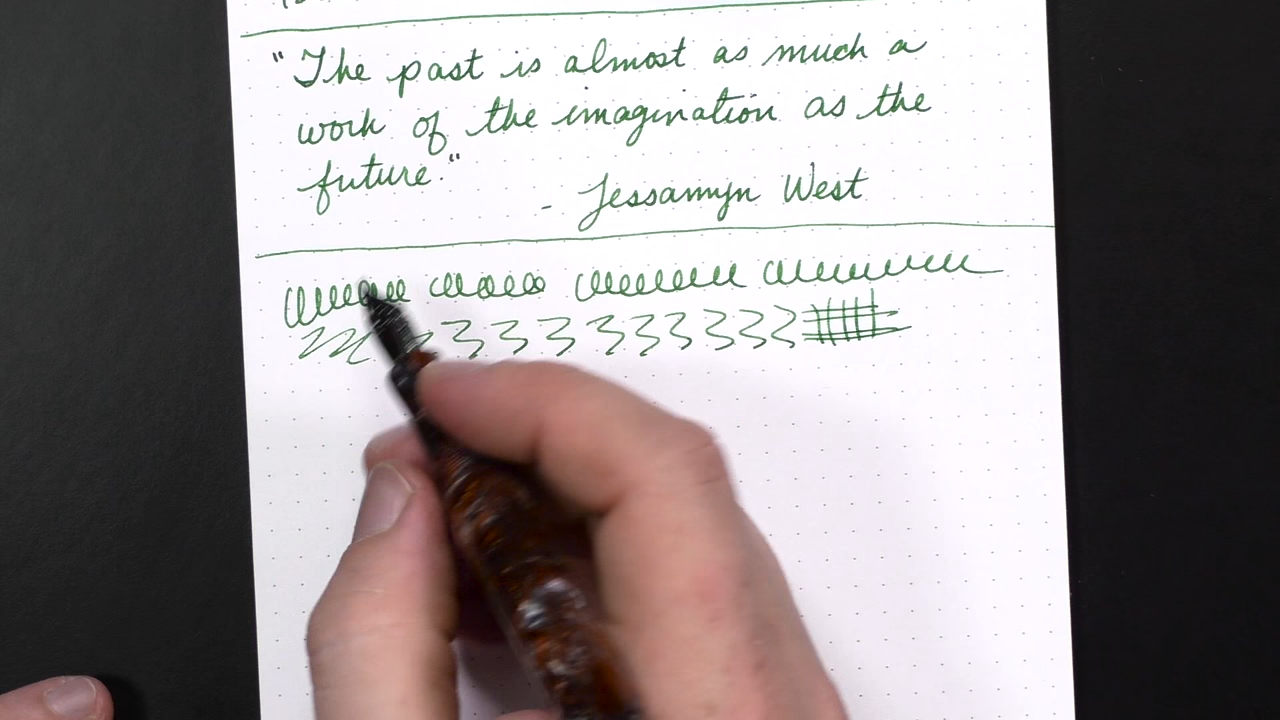 "The past is almost as much a
work of the imagination as the
future."
- Jessamyn West